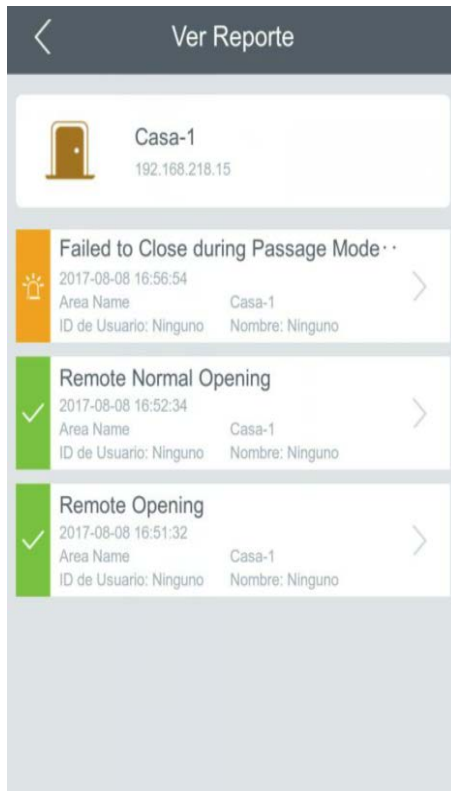 Ver Reporte
Casa-1
192.168.218.15
Failed to Close during Passage Mode··
2017-08-08 16:56:54
Area Name Casa-1
ID de Usuario: Ninguno Nombre: Ninguno
Remote Normal Opening
2017-08-08 16:52:34
Area Name Casa-1
ID de Usuario: Ninguno Nombre: Ninguno
Remote Opening
2017-08-08 16:51:32
Area Name Casa-1
ID de Usuario: Ninguno Nombre: Ninguno